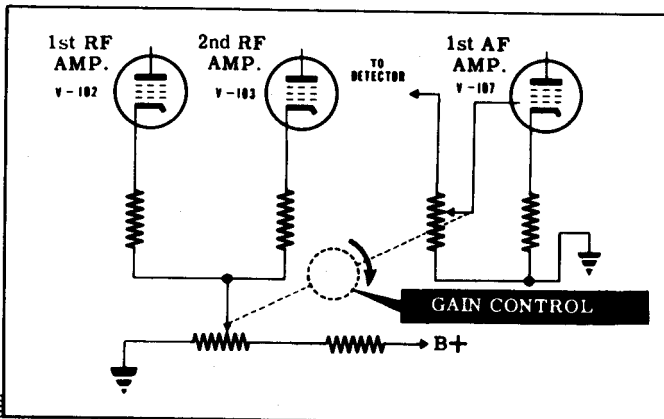 1st RF
AMP.
V-102
2nd RF
AMP.
V-103
TO
DETECTOR
1st AF
AMP.
V-107
GAIN CONTROL
B+